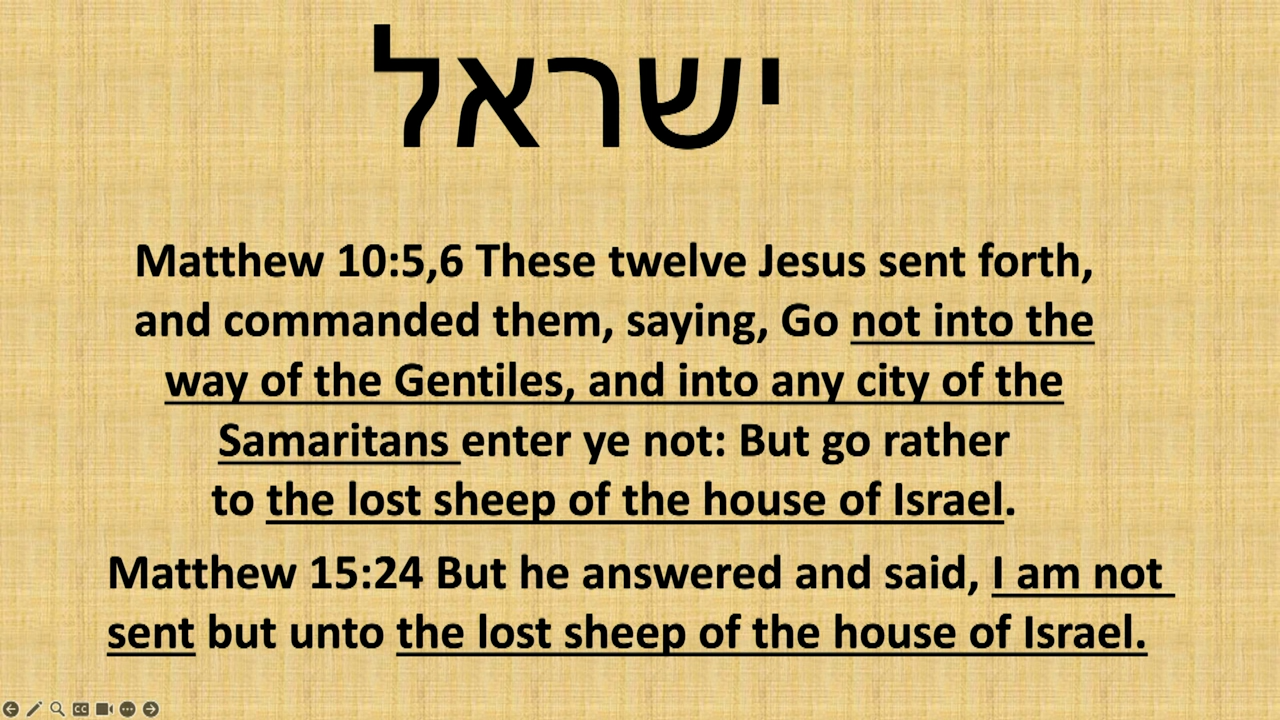 ישראל
Matthew 10:5,6 These twelve Jesus sent forth,
and commanded them, saying, Go not into the
way of the Gentiles, and into any city of the
Samaritans enter ye not: But go rather
to the lost sheep of the house of Israel.
Matthew 15:24 But he answered and said, I am not
sent but unto the lost sheep of the house of Israel.
CC